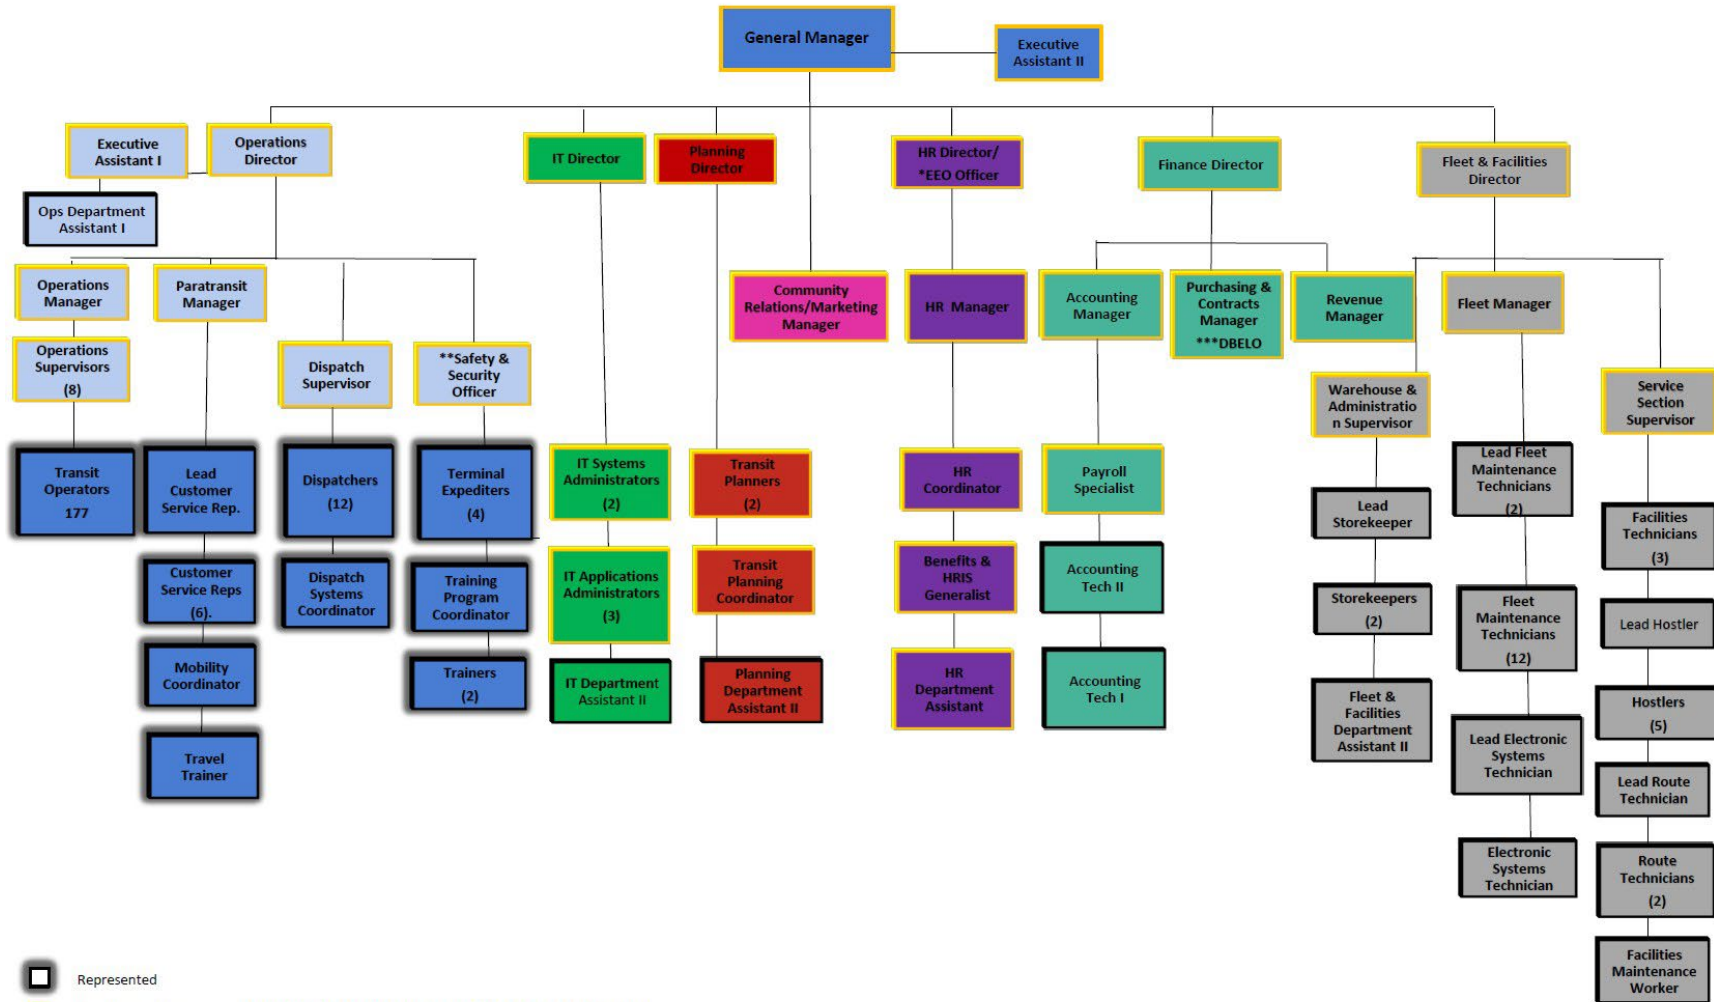 General Manager
Executive
Assistant II
Executive
Assistant I
Operations
Director
IT Director
Planning
Director
HR Director/
*EEO Officer
Finance Director
Fleet & Facilities
Director
Ops Department
Assistant I
Operations
Manager
Paratransit
Manager
Community
Relations/Marketing
Manager
HR Manager
Accounting
Manager
Purchasing &
Contracts
Manager
***DBELO
Revenue
Manager
Fleet Manager
Operations
Supervisors
(8)
Dispatch
Supervisor
**Safety &
Security
Officer
Warehouse &
Administratio
n Supervisor
Service
Section
Supervisor
Transit
Operators
177
Lead
Customer
Service Rep.
Dispatchers
(12)
Terminal
Expediters
(4)
IT Systems
Administrators
(2)
Transit
Planners
(2)
HR
Coordinator
Payroll
Specialist
Lead
Storekeeper
Lead Fleet
Maintenance
Technicians
(2)
Facilities
Technicians
(3)
Customer
Service Reps
(6).
Dispatch
Systems
Coordinator
Training
Program
Coordinator
IT Applications
Administrators
(3)
Transit
Planning
Coordinator
Benefits &
HRIS
Generalist
Accounting
Tech II
Storekeepers
(2)
Fleet
Maintenance
Technicians
(12)
Lead Hostler
Mobility
Coordinator
Trainers
(2)
IT Department
Assistant II
Planning
Department
Assistant II
HR
Department
Assistant
Accounting
Tech I
Fleet &
Facilities
Department
Assistant II
Lead Electronic
Systems
Technician
Hostlers
(5)
Travel
Trainer
Lead Route
Technician
Electronic
Systems
Technician
Route
Technicians
(2)
Facilities
Maintenance
Worker
Represented